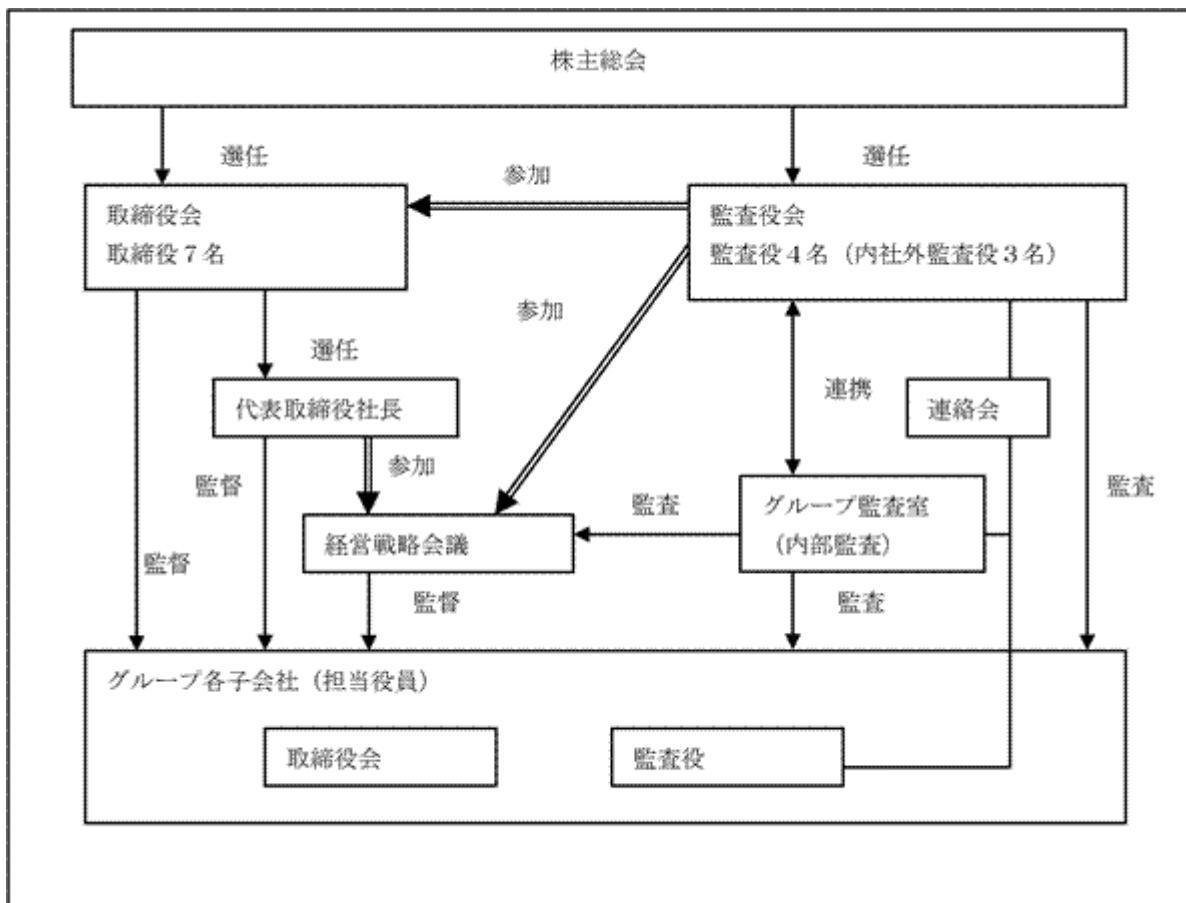 株主総会
選任
選任
参加
取締役会
取締役7名
監査役会
監査役4名（内社外監査役3名）
参加
選任
連携
代表取締役社長
連絡会
参加
監督
監査
監査
グループ監査室
（内部監査）
経営戦略会議
監督
監督
監査
グループ各子会社（担当役員）
取締役会
監査役